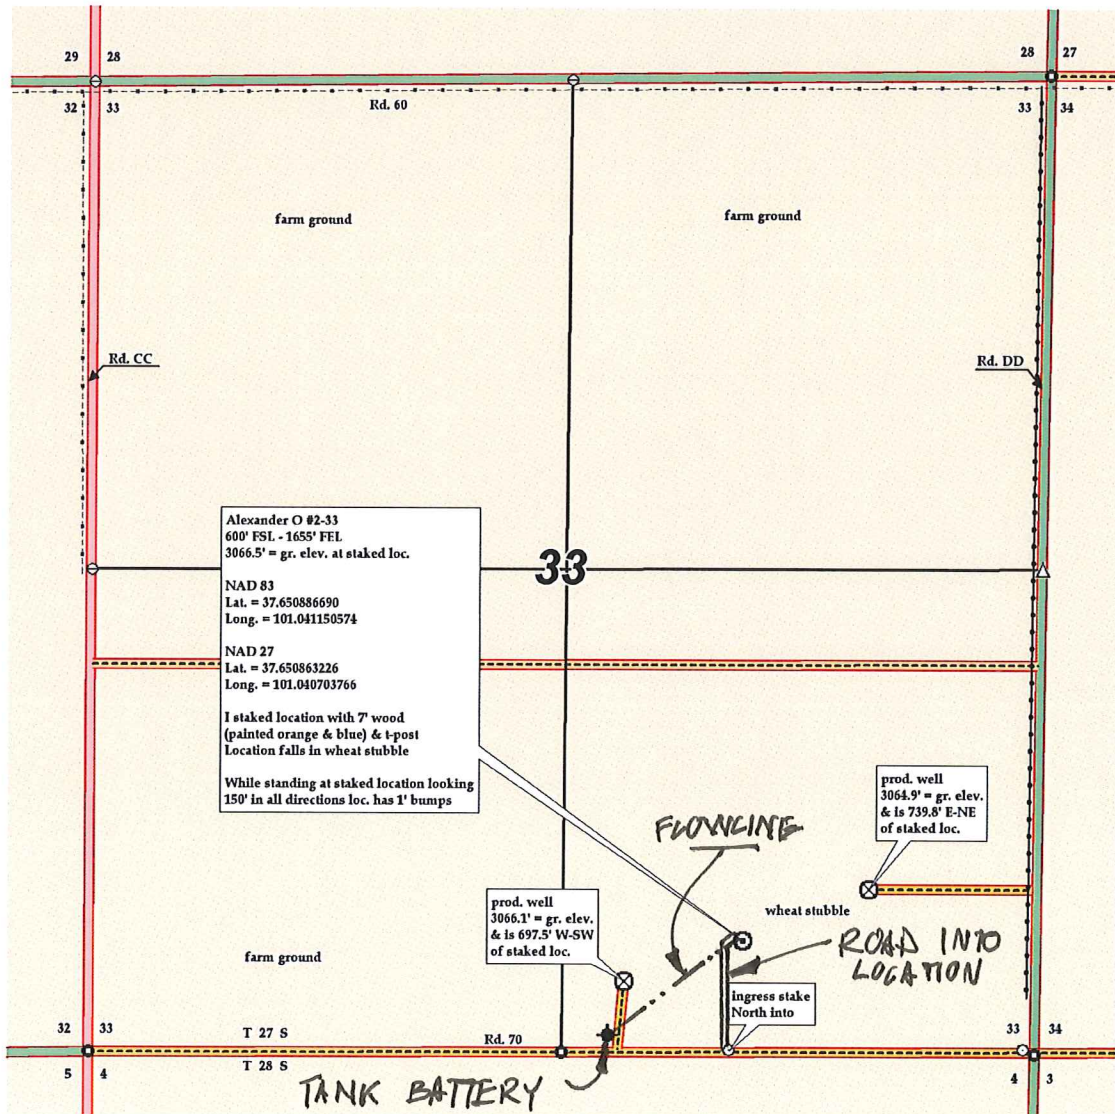 29 28
28 27
32 33
Rd. 60
33 34
farm ground
farm ground
Rd. CC
Rd. DD
Alexander O #2-33
600' FSL - 1655' FEL
3066.5' = gr. elev. at staked loc.
NAD 83
Lat. = 37.650886690
Long. = 101.041150574
NAD 27
Lat. = 37.650863226
Long. = 101.040703766
I staked location with 7' wood
(painted orange & blue) & t-post
Location falls in wheat stubble
While standing at staked location looking
150' in all directions loc. has 1' bumps
33
prod. well
3064.9' = gr. elev.
& is 739.8' E-NE
of staked loc.
FLOWLINE
prod. well
3066.1' = gr. elev.
& is 697.5' W-SW
of staked loc.
wheat stubble
ROAD INTO
LOCATION
farm ground
ingress stake
North into
32 33
T 27 S
Rd. 70
33 34
5 4
T 28 S
4 3
TANK BATTERY